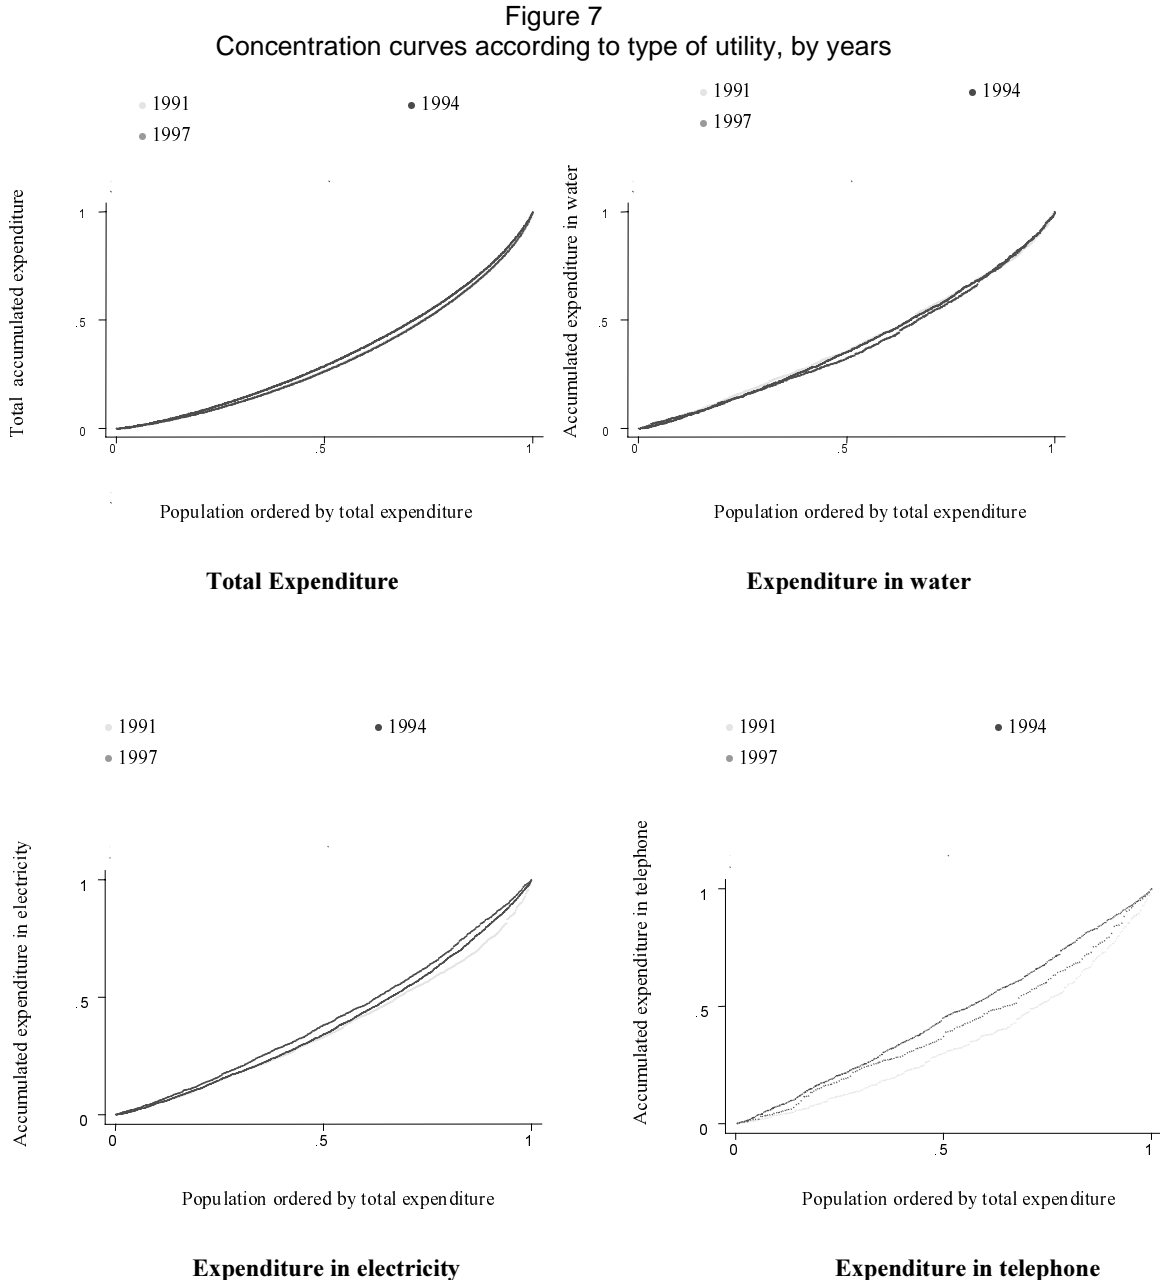 Figure 7
Concentration curves according to type of utility, by years
1991
1994
1997
Total accumulated expenditure
1
.5
0
0
.5
1
Population ordered by total expenditure
Total Expenditure
1991
1994
1997
Accumulated expenditure in water
1
.5
0
0
.5
1
Population ordered by total expenditure
Expenditure in water
1991
1994
1997
Accumulated expenditure in electricity
1
.5
0
0
.5
1
Population ordered by total expenditure
Expenditure in electricity
1991
1994
1997
Accumulated expenditure in telephone
1
.5
0
0
.5
1
Population ordered by total expenditure
Expenditure in telephone